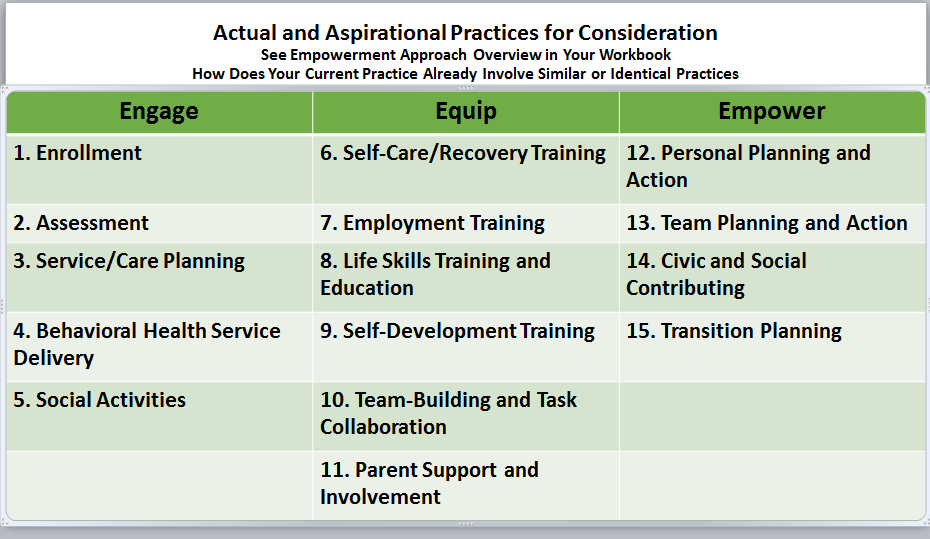 Actual and Aspirational Practices for Consideration
See Empowerment Approach Overview in Your Workbook
How Does Your Current Practice Already Involve Similar or Identical Practices
Engage
Equip
Empower
1. Enrollment
6. Self-Care/Recovery Training
12. Personal Planning and
Action
2. Assessment
7. Employment Training
13. Team Planning and Action
3. Service/Care Planning
8. Life Skills Training and
Education
14. Civic and Social
Contributing
4. Behavioral Health Service
Delivery
9. Self-Development Training
15. Transition Planning
5. Social Activities
10. Team-Building and Task
Collaboration
11. Parent Support and
Involvement